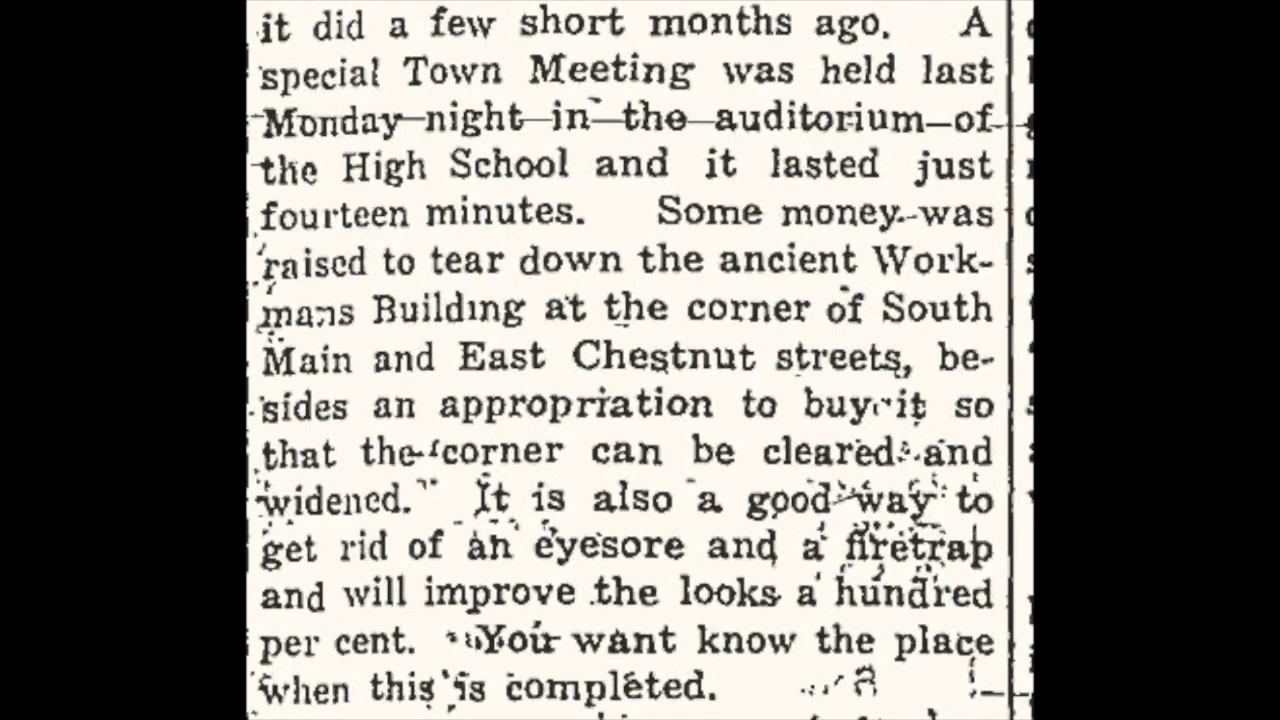 it did a few short months ago. A
special Town Meeting was held last
Monday night in the auditorium of
the High School and it lasted just
fourteen minutes. Some money was
raised to tear down the ancient Work-
mans Building at the corner of South
Main and East Chestnut streets, be-
sides an appropriation to buy it so
that the corner can be cleared and
widened. It is also a good way to
get rid of an eyesore and a firetrap
and will improve the looks a hundred
per cent. You want know the place
when this is completed.